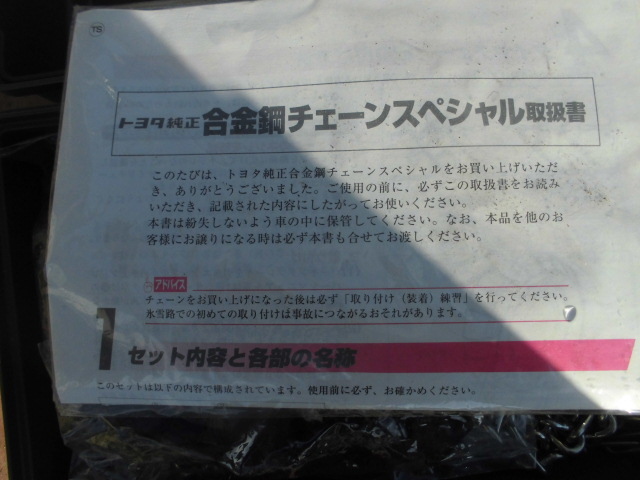 TS
トヨタ純正 合金鋼チェーンスペシャル取扱書
このたびは、トヨタ純正合金鋼チェーンスペシャルをお買い上げいただ
き、ありがとうございました。ご使用の前に、必ずこの取扱書をお読み
いただき、記載された内容にしたがってお使いください。
本書は紛失しないよう車の中に保管してください。なお、本品を他のお
客様にお譲りになる時は必ず本書も合せてお渡しください。
アドバイス
チェーンをお買い上げになった後は必ず「取り付け（装着）練習」を行ってください。
氷雪路での初めての取り付けは事故につながるおそれがあります。
1 セット内容と各部の名称
このセットは以下の内容で構成されています。使用前に必ず、お確かめください。